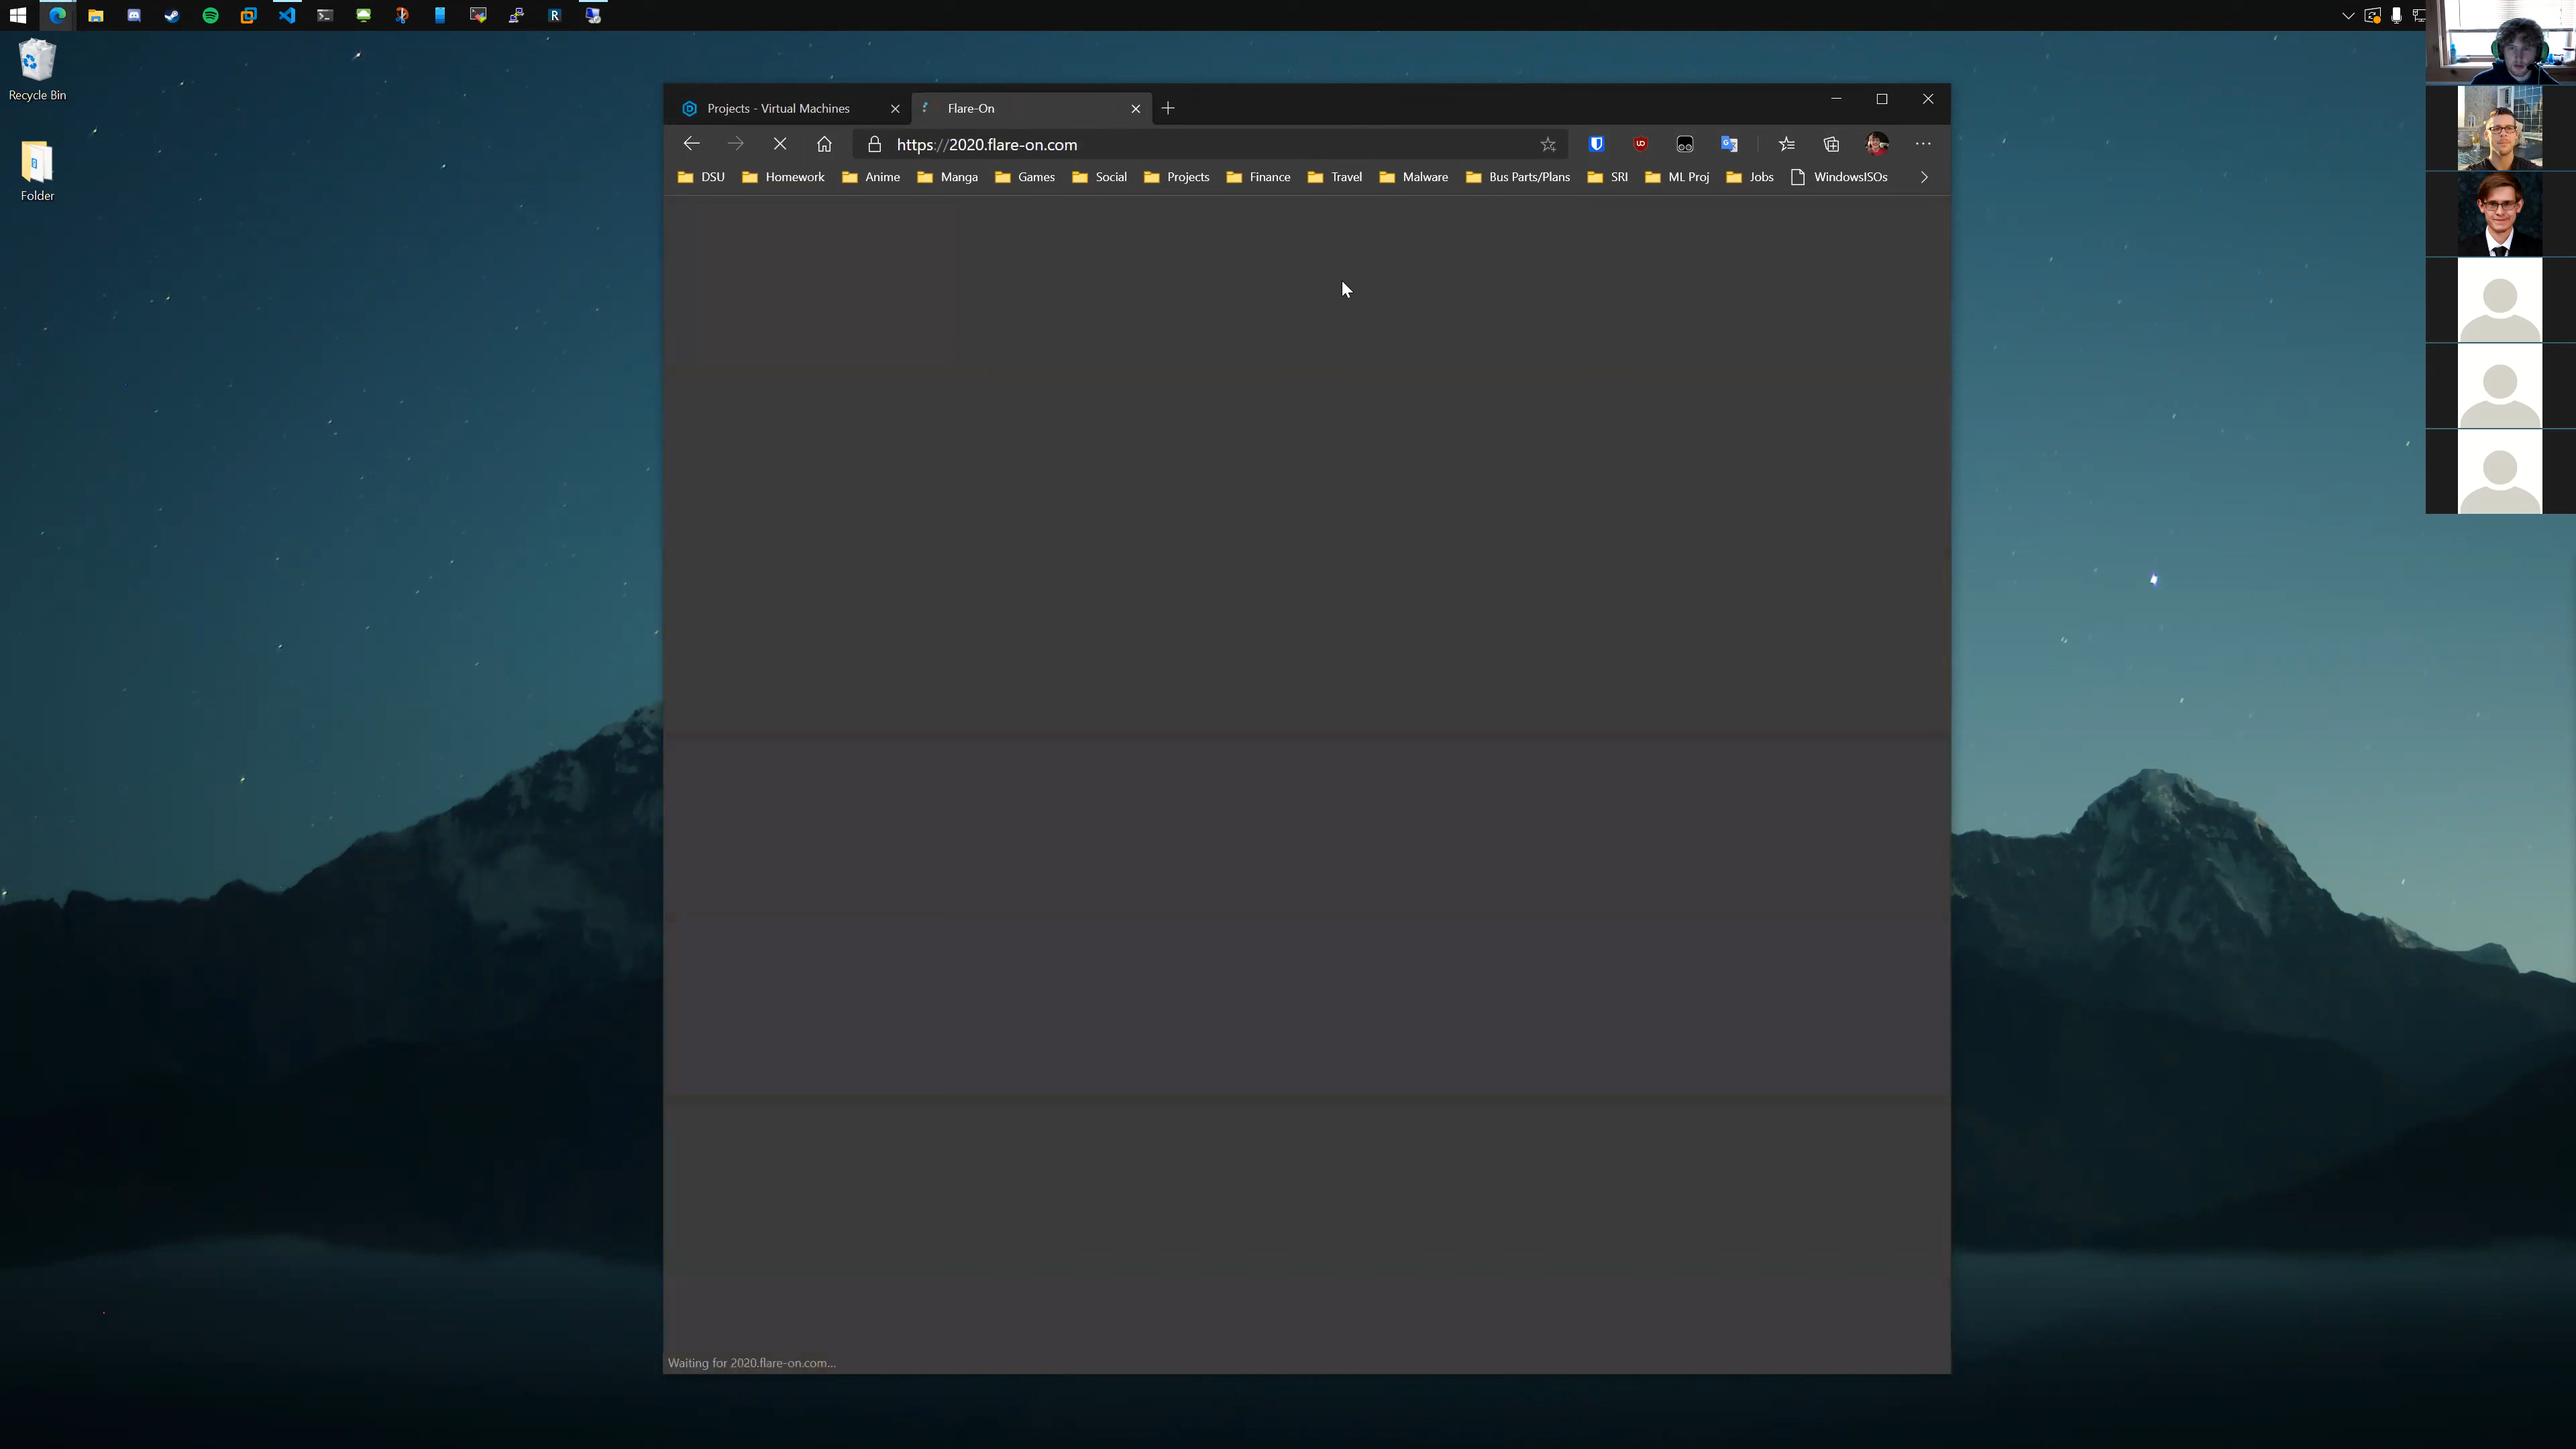 Recycle Bin
Folder
Projects - Virtual Machines
Flare-On
https://2020.flare-on.com
DSU Homework Anime Manga Games Social Projects Finance Travel Malware Bus Parts/Plans SRI ML Proj Jobs WindowsISOs
Waiting for 2020.flare-on.com...